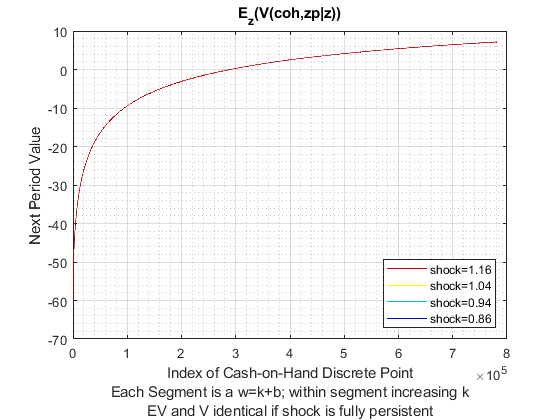 E_z(V(coh,zp|z))
10
0
-10
-20
-30
-40
-50
-60
-70
Next Period Value
shock=1.16
shock=1.04
shock=0.94
shock=0.86
0 1 2 3 4 5 6 7 8
×10^5
Index of Cash-on-Hand Discrete Point
Each Segment is a w=k+b; within segment increasing k
EV and V identical if shock is fully persistent